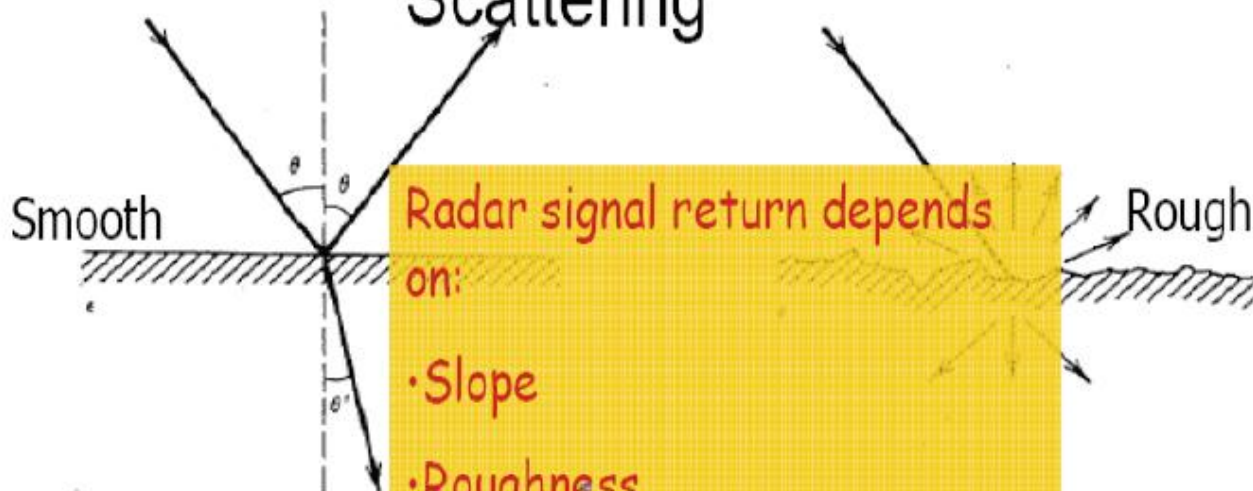 Scattering
θ
θ
Smooth
Rough
Radar signal return depends
on:
ϵ
•Slope
θ'
•Roughness